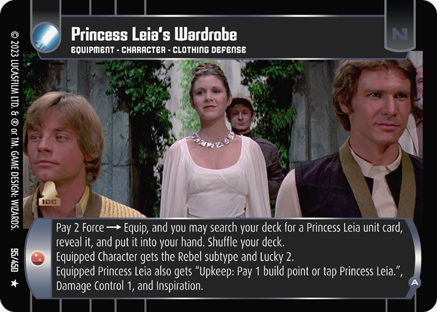 Princess Leia's Wardrobe
EQUIPMENT - CHARACTER - CLOTHING DEFENSE
N
© 2023 LUCASFILM LTD. & ® or TM. GAME DESIGN: WIZARDS.
95/450
Pay 2 Force → Equip, and you may search your deck for a Princess Leia unit card,
reveal it, and put it into your hand. Shuffle your deck.
Equipped Character gets the Rebel subtype and Lucky 2.
Equipped Princess Leia also gets "Upkeep: Pay 1 build point or tap Princess Leia.",
Damage Control 1, and Inspiration.
A